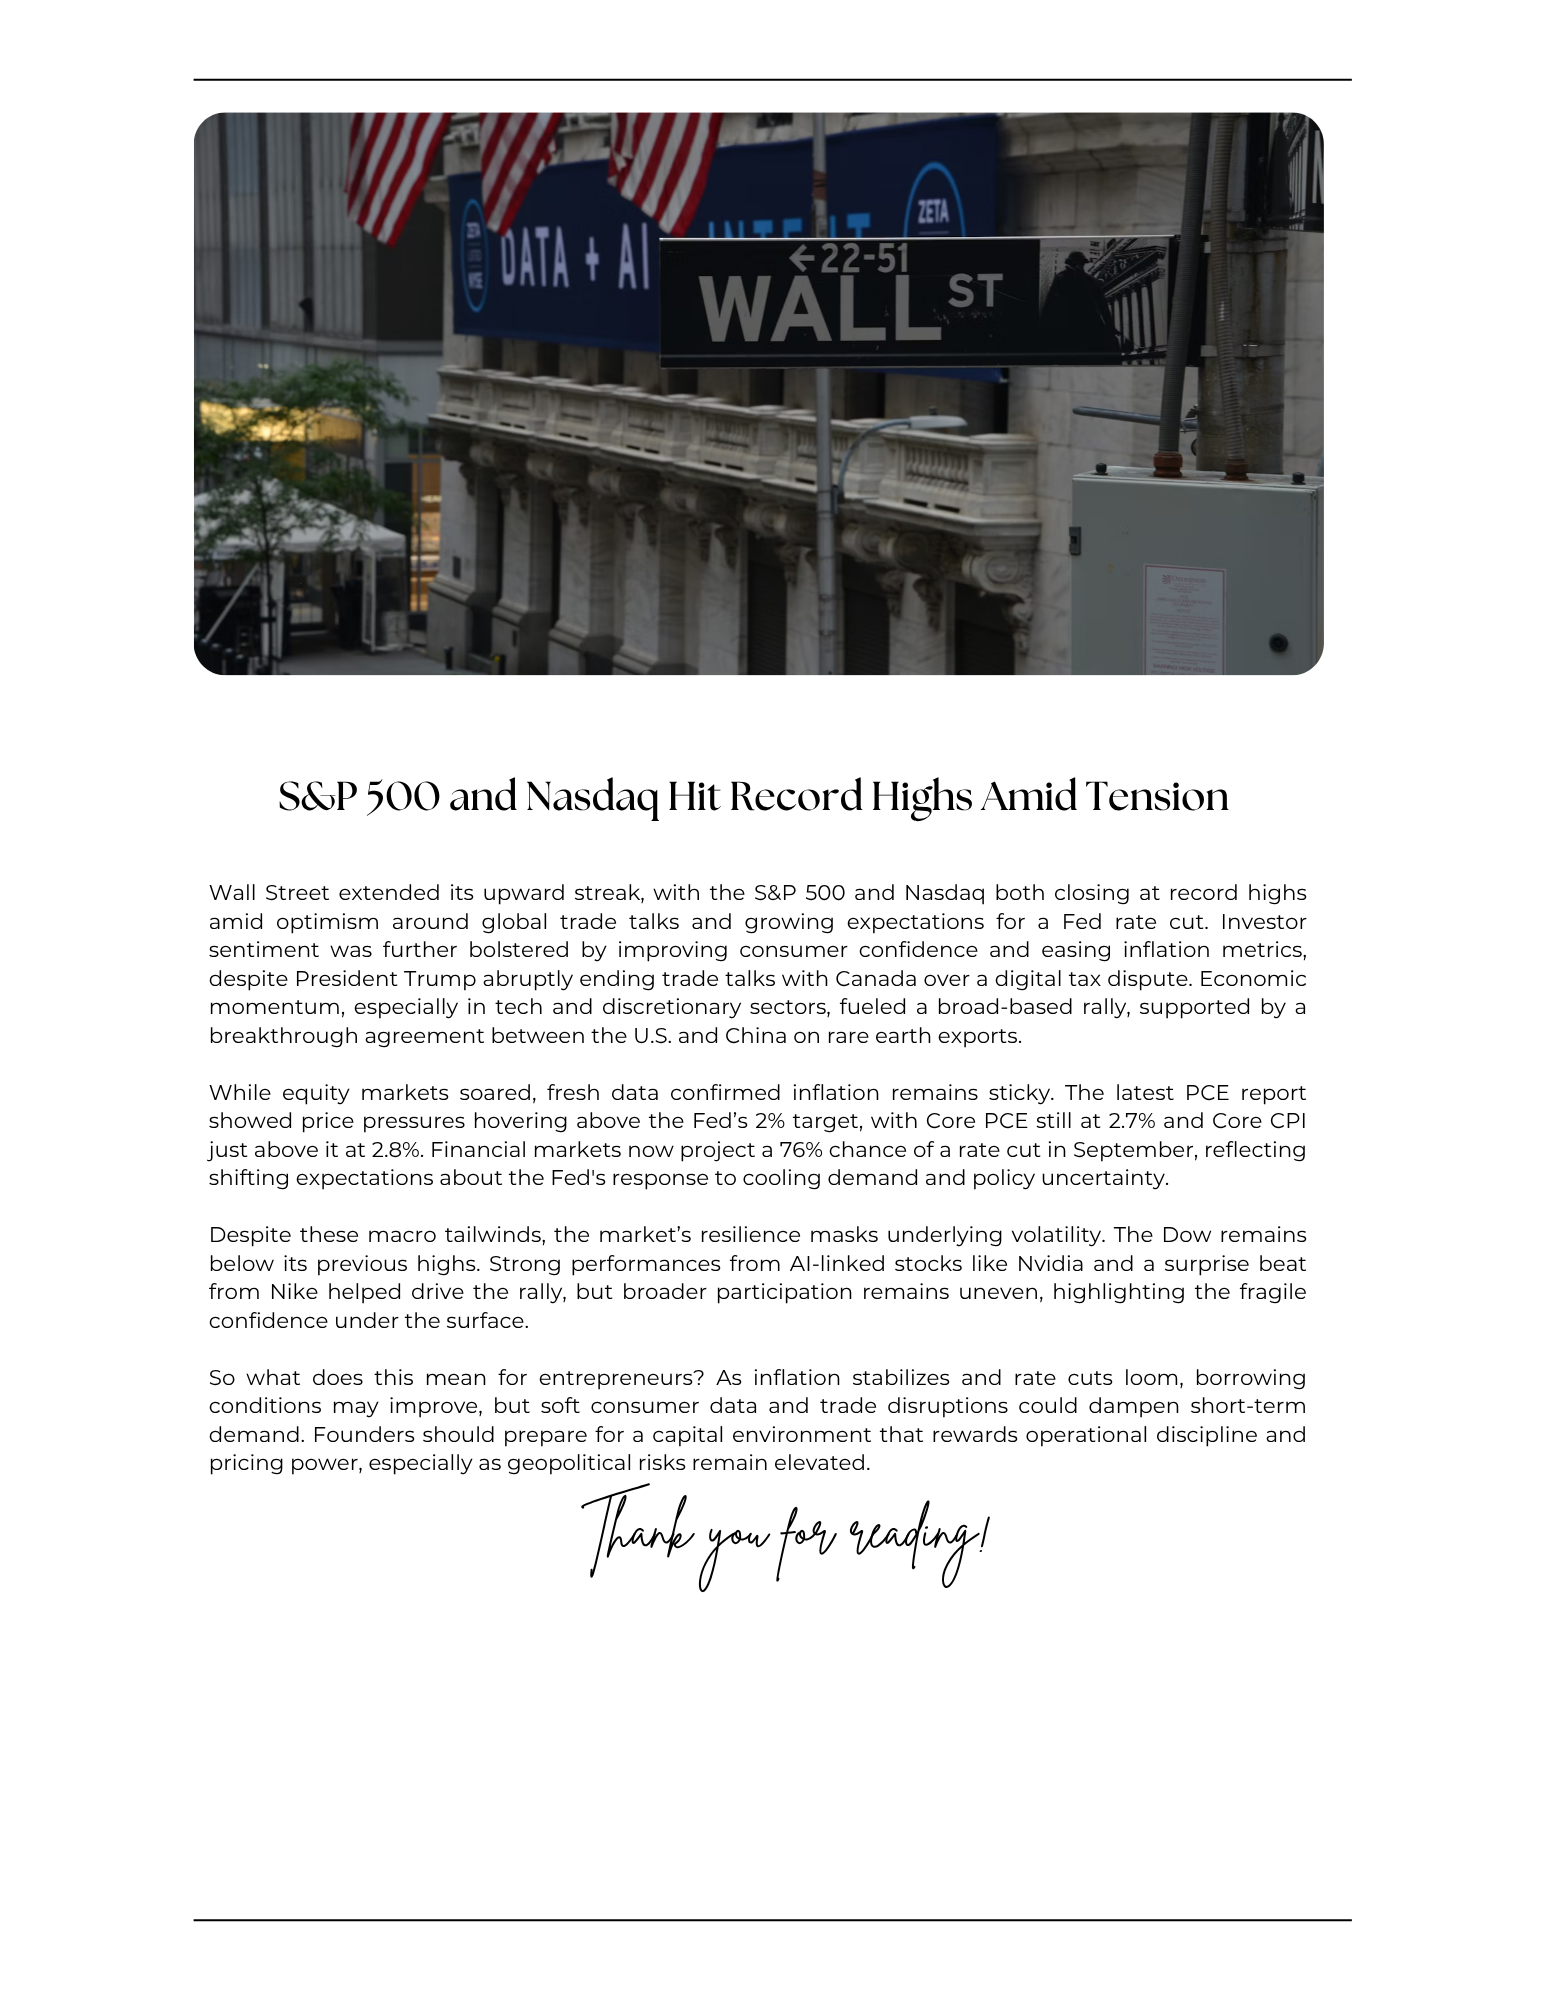 DATA + AI
ZETA
←22-51
WALL ST
S&P 500 and Nasdaq Hit Record Highs Amid Tension
Wall Street extended its upward streak, with the S&P 500 and Nasdaq both closing at record highs
amid optimism around global trade talks and growing expectations for a Fed rate cut. Investor
sentiment was further bolstered by improving consumer confidence and easing inflation metrics,
despite President Trump abruptly ending trade talks with Canada over a digital tax dispute. Economic
momentum, especially in tech and discretionary sectors, fueled a broad-based rally, supported by a
breakthrough agreement between the U.S. and China on rare earth exports.
While equity markets soared, fresh data confirmed inflation remains sticky. The latest PCE report
showed price pressures hovering above the Fed’s 2% target, with Core PCE still at 2.7% and Core CPI
just above it at 2.8%. Financial markets now project a 76% chance of a rate cut in September, reflecting
shifting expectations about the Fed's response to cooling demand and policy uncertainty.
Despite these macro tailwinds, the market’s resilience masks underlying volatility. The Dow remains
below its previous highs. Strong performances from AI-linked stocks like Nvidia and a surprise beat
from Nike helped drive the rally, but broader participation remains uneven, highlighting the fragile
confidence under the surface.
So what does this mean for entrepreneurs? As inflation stabilizes and rate cuts loom, borrowing
conditions may improve, but soft consumer data and trade disruptions could dampen short-term
demand. Founders should prepare for a capital environment that rewards operational discipline and
pricing power, especially as geopolitical risks remain elevated.
Thank you for reading!